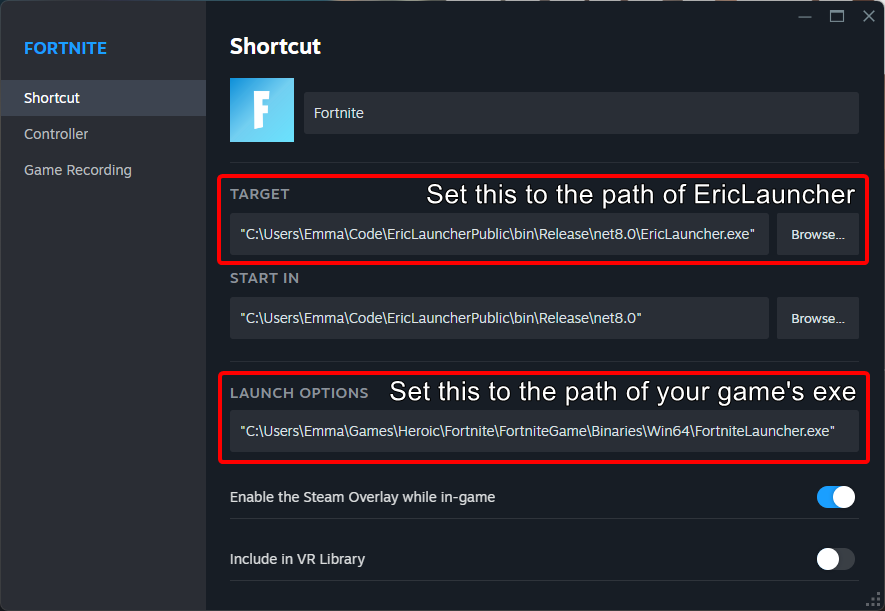 FORTNITE
Shortcut
Controller
Game Recording
Shortcut
F
Fortnite
TARGET Set this to the path of EricLauncher
"C:\Users\Emma\Code\EricLauncherPublic\bin\Release\net8.0\EricLauncher.exe" Browse...
START IN
"C:\Users\Emma\Code\EricLauncherPublic\bin\Release\net8.0" Browse...
LAUNCH OPTIONS Set this to the path of your game's exe
"C:\Users\Emma\Games\Heroic\Fortnite\FortniteGame\Binaries\Win64\FortniteLauncher.exe"
Enable the Steam Overlay while in-game
Include in VR Library